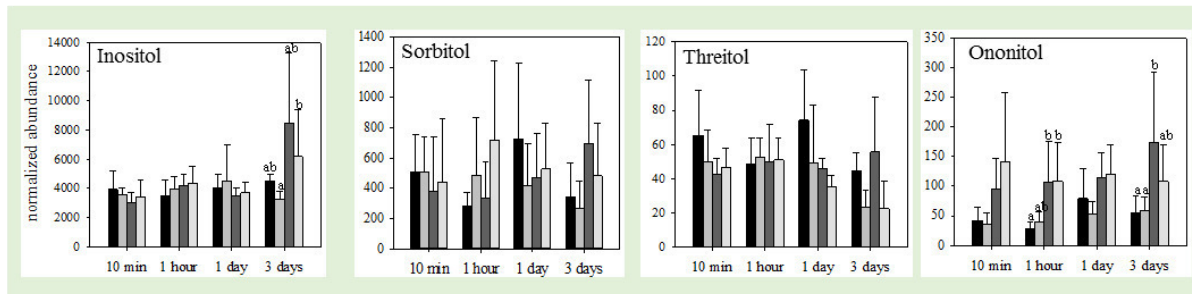 Inositol
normalized abundance
14000
12000
10000
8000
6000
4000
2000
0
ab
b
ab
a
10 min 1 hour 1 day 3 days
Sorbitol
1400
1200
1000
800
600
400
200
0
10 min 1 hour 1 day 3 days
Threitol
120
100
80
60
40
20
0
10 min 1 hour 1 day 3 days
Ononitol
350
300
250
200
150
100
50
0
b
b b
ab
a ab
a a
10 min 1 hour 1 day 3 days